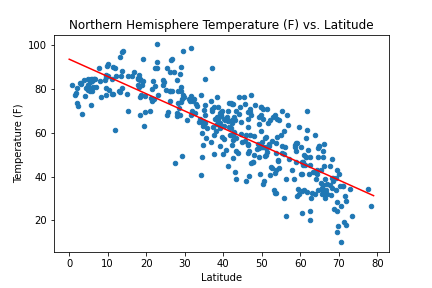 Northern Hemisphere Temperature (F) vs. Latitude
100
80
60
40
20
Temperature (F)
0 10 20 30 40 50 60 70 80
Latitude